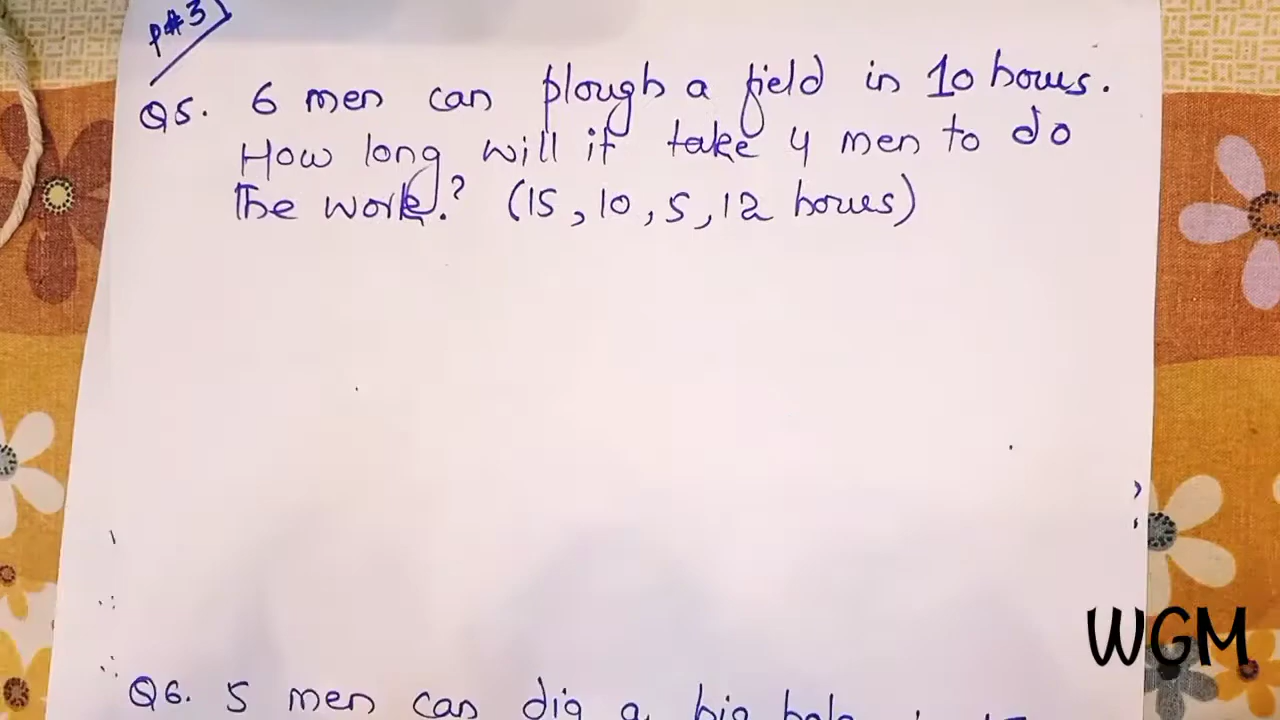 P#3
Q5. 6 men can plough a field in 10 hours.
How long will it take 4 men to do
the work.? (15, 10, 5, 12 hours)
WGM
Q6. 5 men can dig a big hole in